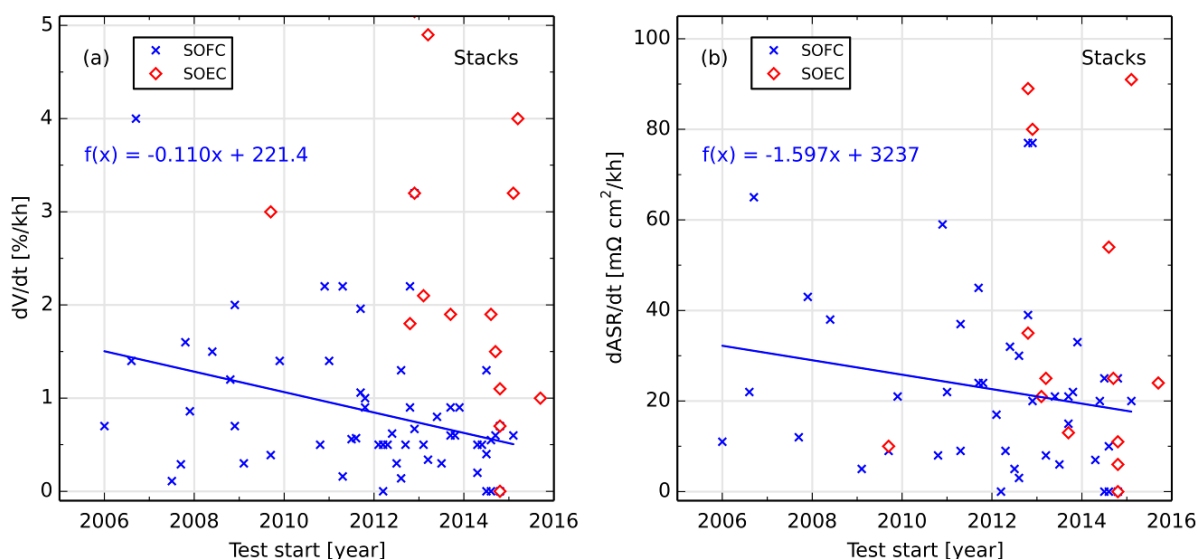 (a)
SOFC
SOEC
Stacks
f(x) = -0.110x + 221.4
dV/dt [%/kh]
5
4
3
2
1
0
2006 2008 2010 2012 2014 2016
Test start [year]
(b)
SOFC
SOEC
Stacks
f(x) = -1.597x + 3237
dASR/dt [mΩ cm²/kh]
100
80
60
40
20
0
2006 2008 2010 2012 2014 2016
Test start [year]